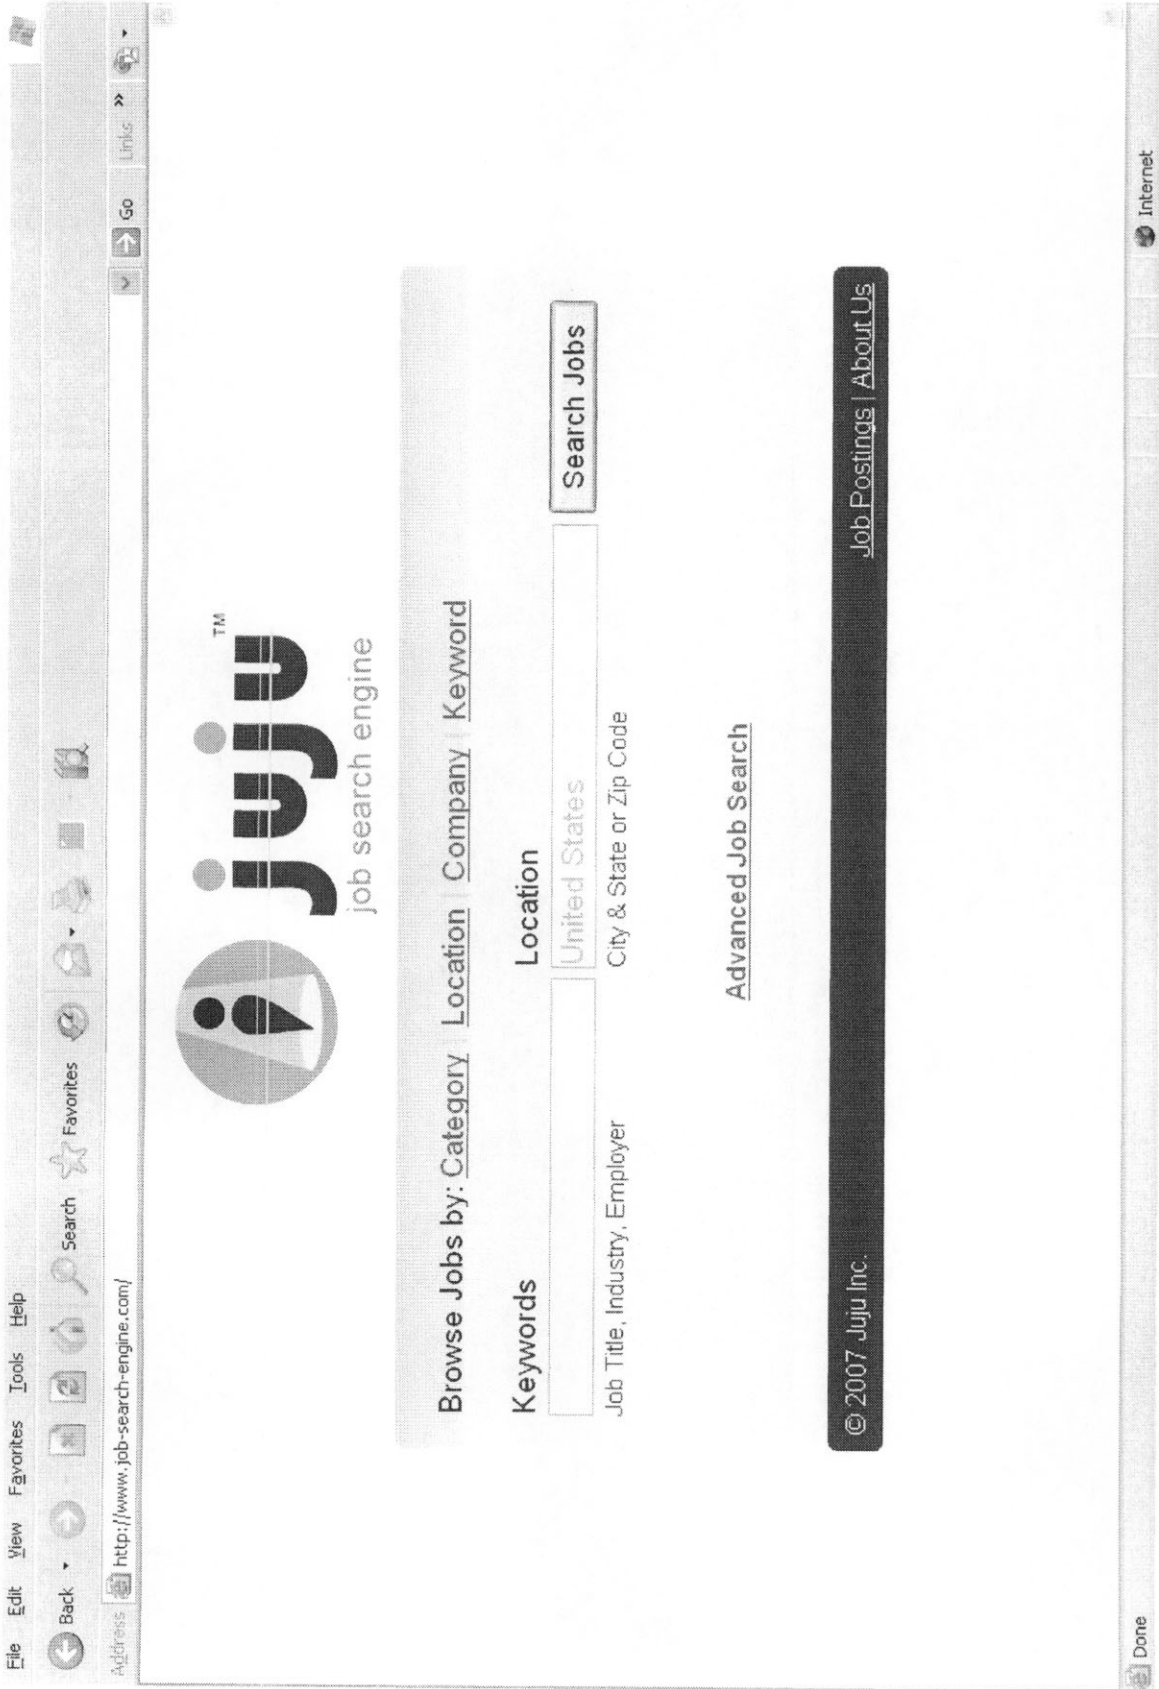 File Edit View Favorites Tools Help
Back Search Favorites
Address http://www.job-search-engine.com/ Go Links »
juju™
job search engine
Browse Jobs by: Category | Location | Company | Keyword
Keywords Location
United States Search Jobs
Job Title, Industry, Employer City & State or Zip Code
Advanced Job Search
© 2007 Juju Inc. Job Postings | About Us
Done Internet